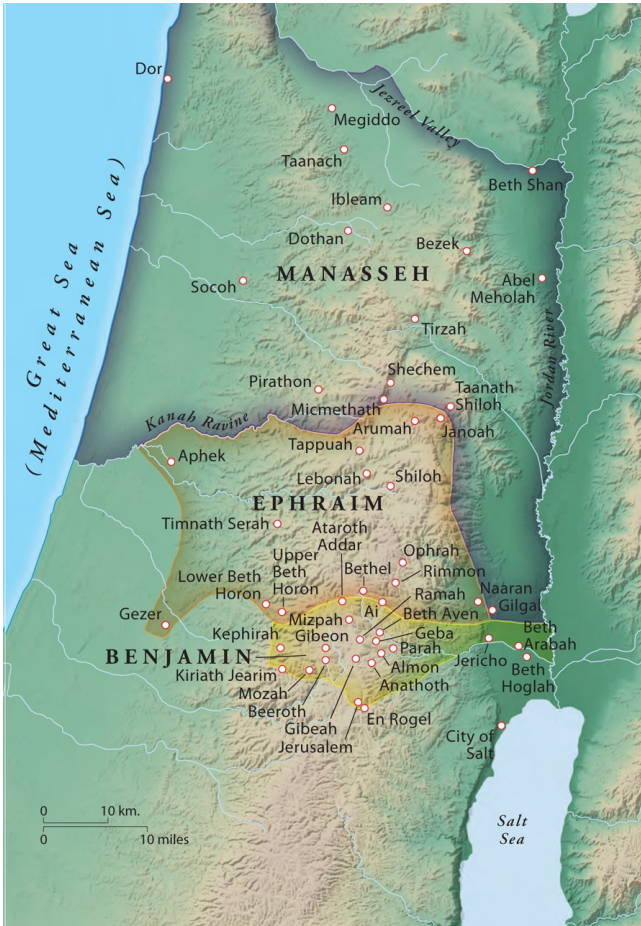 Dor
Jezreel Valley
Megiddo
Taanach
Beth Shan
Ibleam
Great Sea
(Mediterranean Sea)
Dothan
Bezek
MANASSEH
Socoh
Abel
Meholah
Tirzah
Jordan River
Shechem
Pirathon
Taanath
Shiloh
Micmethath
Kanah Ravine
Arumah
Janoah
Tappuah
Aphek
Lebonah
Shiloh
EPHRAIM
Timnath Serah
Ataroth
Addar
Upper
Beth
Horon
Ophrah
Bethel
Rimmon
Lower Beth
Horon
Ramah
Naaran
Ai
Beth Aven
Gilgal
Gezer
Mizpah
Kephirah
Gibeon
Geba
Beth
Arabah
BENJAMIN
Parah
Jericho
Kiriath Jearim
Almon
Beth
Hoglah
Mozah
Anathoth
Beeroth
Gibeah
En Rogel
Jerusalem
City of
Salt
0 10 km.
0 10 miles
Salt
Sea